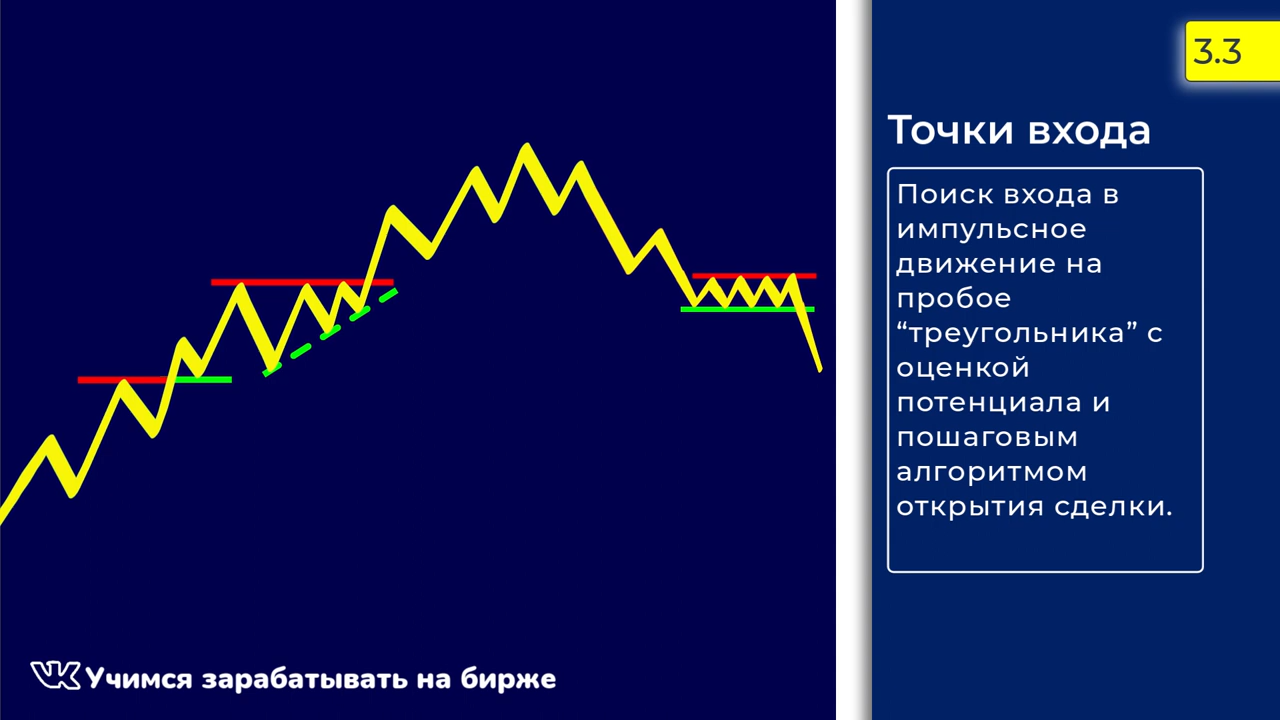 3.3
Точки входа
Поиск входа в
импульсное
движение на
пробое
“треугольника” с
оценкой
потенциала и
пошаговым
алгоритмом
открытия сделки.
Учимся зарабатывать на бирже